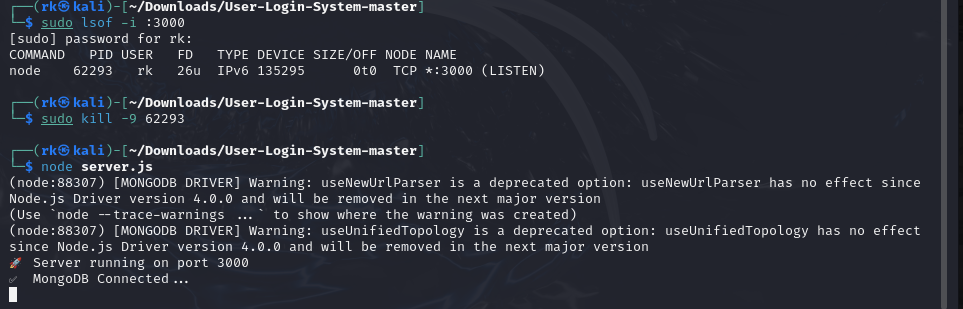 ┌──(rk㉿kali)-[~/Downloads/User-Login-System-master]
└─$ sudo lsof -i :3000
[sudo] password for rk:
COMMAND   PID USER   FD   TYPE DEVICE SIZE/OFF NODE NAME
node    62293   rk   26u  IPv6 135295      0t0  TCP *:3000 (LISTEN)
┌──(rk㉿kali)-[~/Downloads/User-Login-System-master]
└─$ sudo kill -9 62293
┌──(rk㉿kali)-[~/Downloads/User-Login-System-master]
└─$ node server.js
(node:88307) [MONGODB DRIVER] Warning: useNewUrlParser is a deprecated option: useNewUrlParser has no effect since
Node.js Driver version 4.0.0 and will be removed in the next major version
(Use `node --trace-warnings ...` to show where the warning was created)
(node:88307) [MONGODB DRIVER] Warning: useUnifiedTopology is a deprecated option: useUnifiedTopology has no effect
since Node.js Driver version 4.0.0 and will be removed in the next major version
🚀 Server running on port 3000
✅ MongoDB Connected...